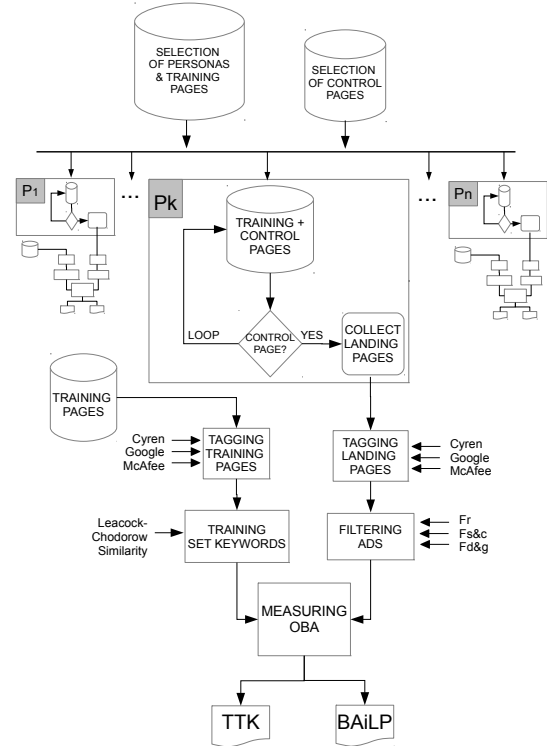 SELECTION
OF PERSONAS
& TRAINING
PAGES
SELECTION
OF CONTROL
PAGES
P1
...
Pk
...
Pn
TRAINING +
CONTROL
PAGES
LOOP
CONTROL
PAGE?
YES
COLLECT
LANDING
PAGES
TRAINING
PAGES
Cyren
Google
McAfee
TAGGING
TRAINING
PAGES
TAGGING
LANDING
PAGES
Cyren
Google
McAfee
Leacock-
Chodorow
Similarity
TRAINING
SET KEYWORDS
FILTERING
ADS
Fr
Fs&c
Fd&g
MEASURING
OBA
TTK
BAiLP